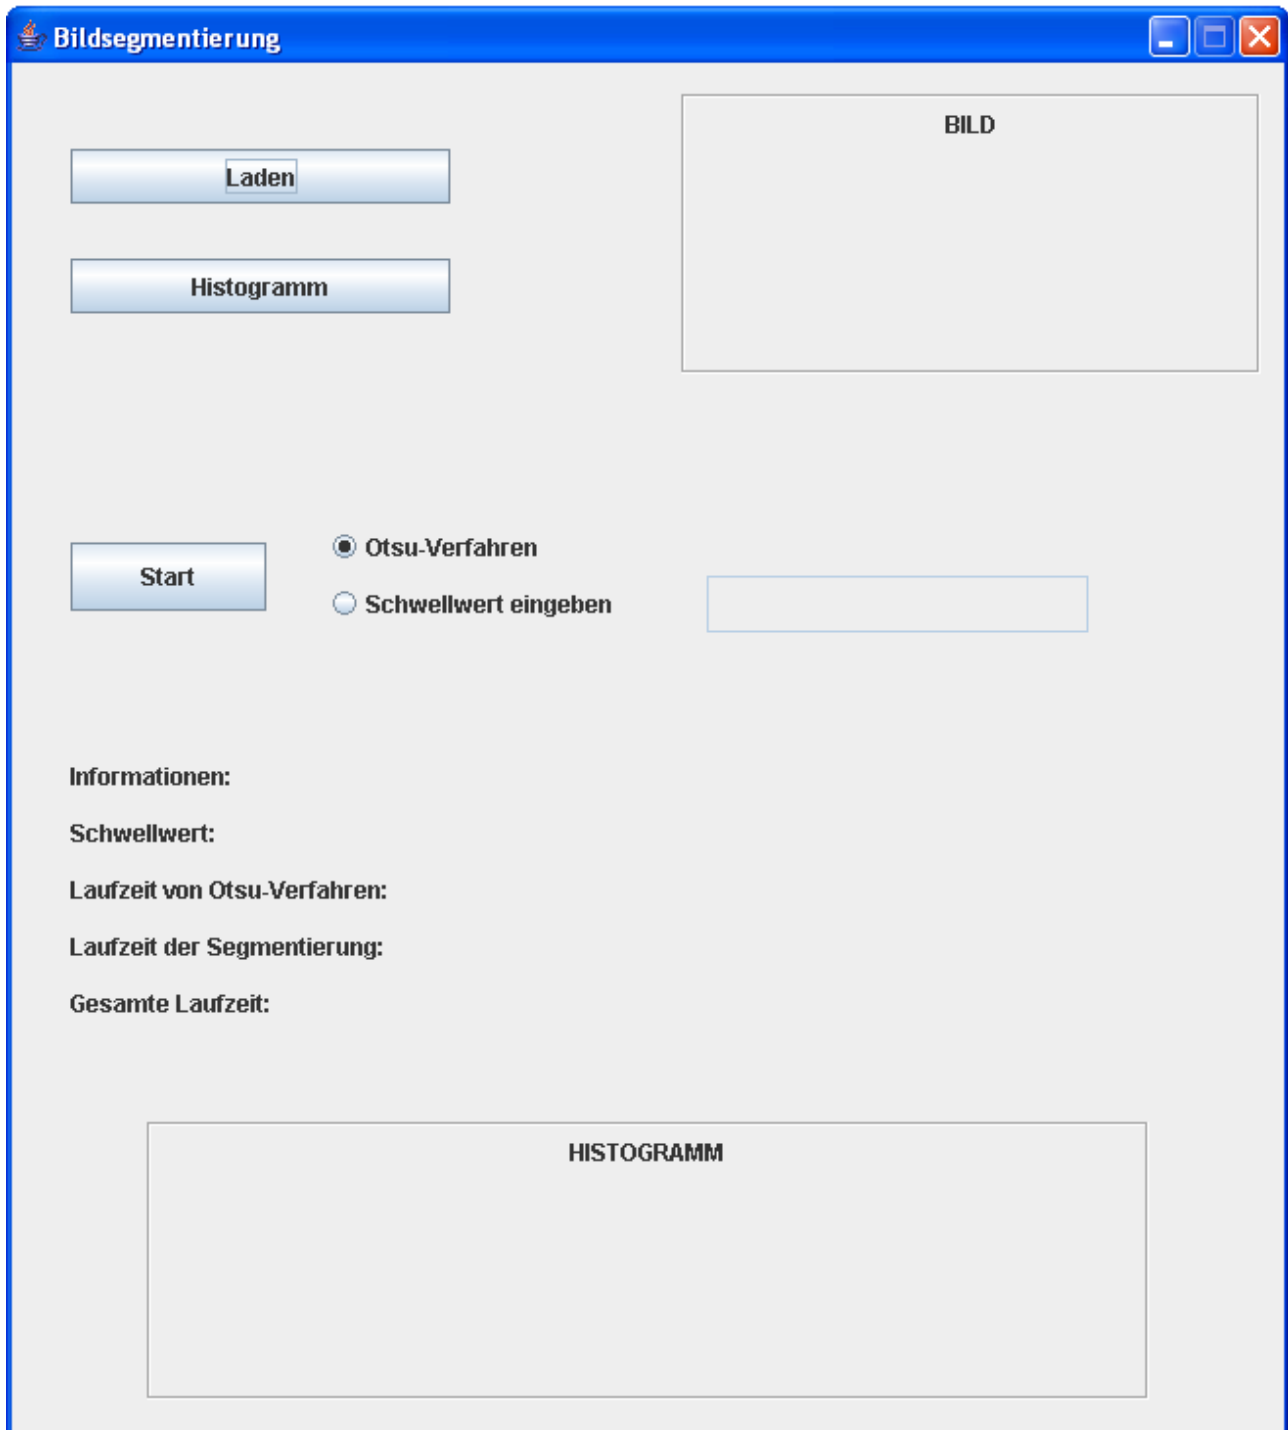 Bildsegmentierung
BILD
Laden
Histogramm
Otsu-Verfahren
Start
Schwellwert eingeben
Informationen:
Schwellwert:
Laufzeit von Otsu-Verfahren:
Laufzeit der Segmentierung:
Gesamte Laufzeit:
HISTOGRAMM